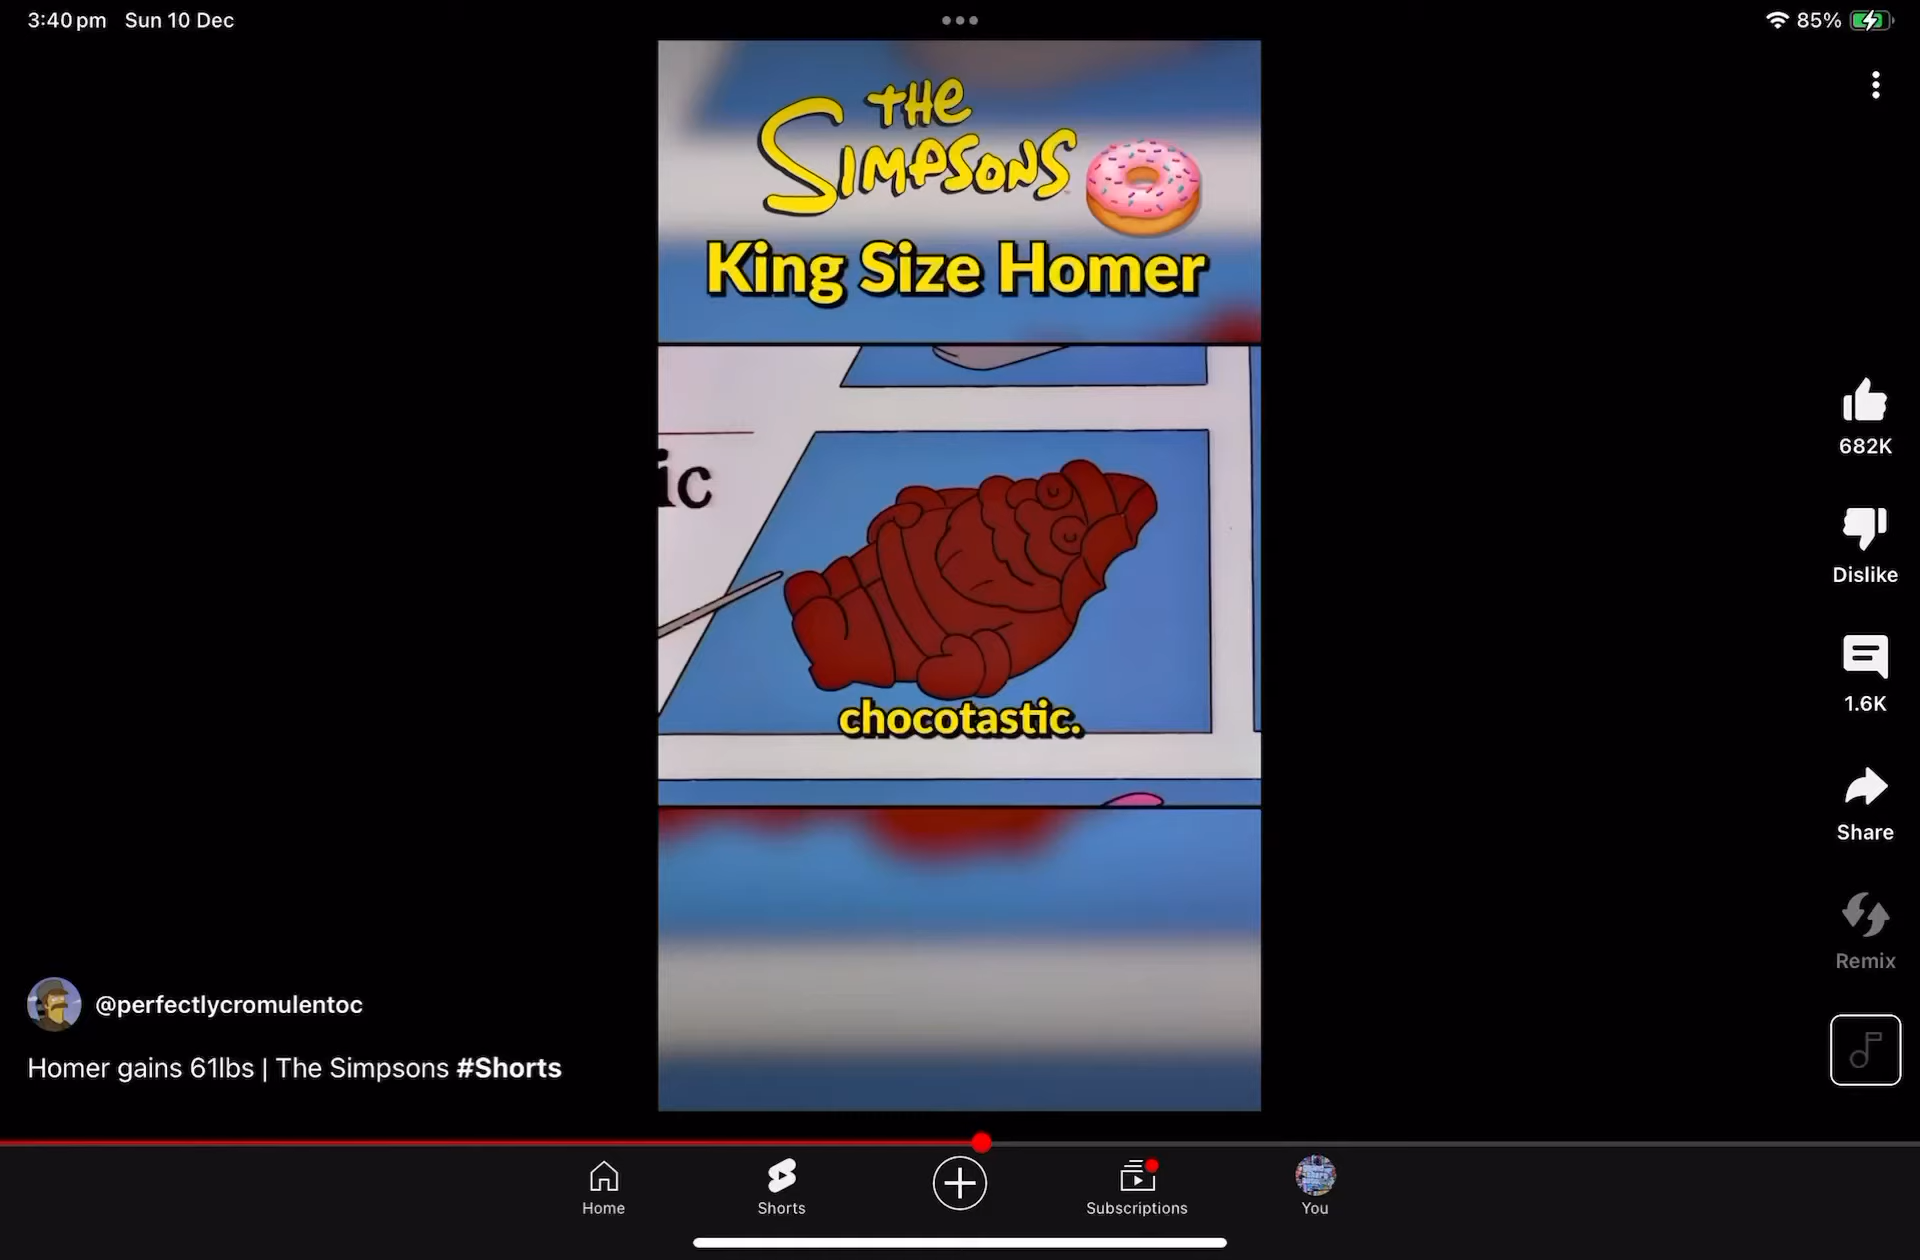 3:40 pm Sun 10 Dec
85%
THE
SIMPSONS
King Size Homer
ic
chocotastic.
682K
Dislike
1.6K
Share
Remix
@perfectlycromulentoc
Homer gains 61lbs | The Simpsons #Shorts
Home
Shorts
Subscriptions
You